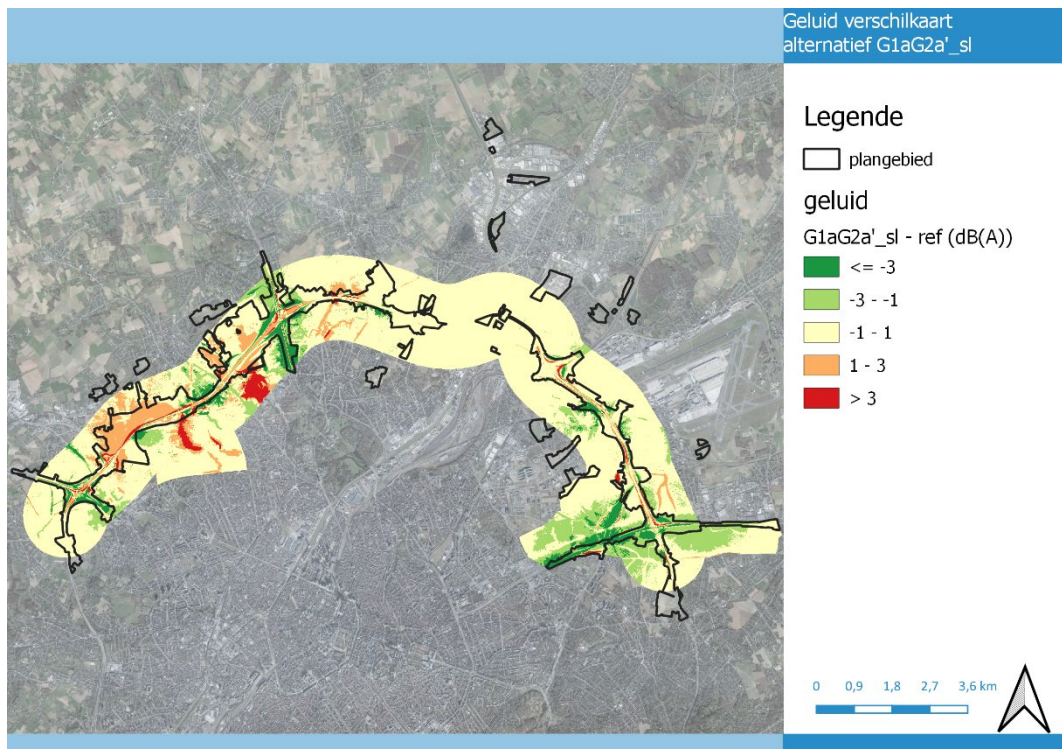 Geluid verschilkaart
alternatief G1aG2a'_sl
Legende
plangebied
geluid
G1aG2a'_sl - ref (dB(A))
<= -3
-3 - -1
-1 - 1
1 - 3
> 3
0 0,9 1,8 2,7 3,6 km